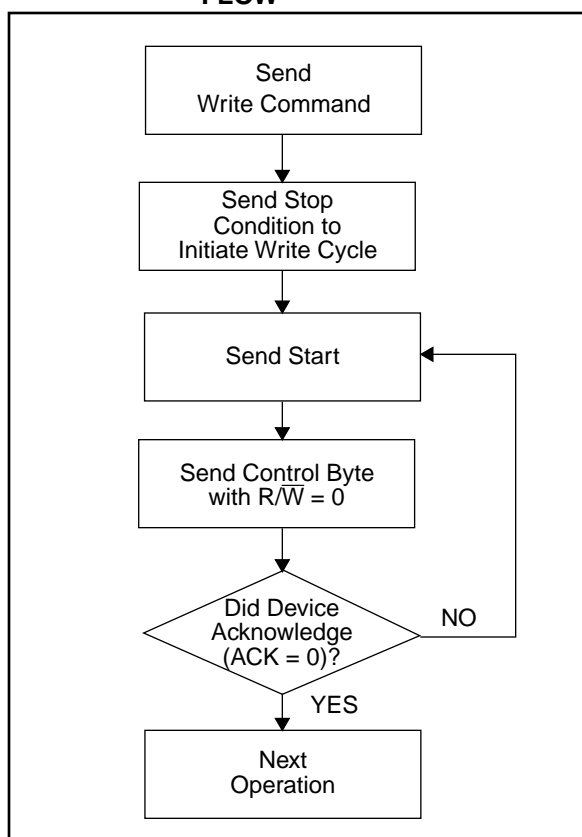 FLOW
Send
Write Command
Send Stop
Condition to
Initiate Write Cycle
Send Start
Send Control Byte
with R/W̅ = 0
Did Device
Acknowledge
(ACK = 0)?
NO
YES
Next
Operation